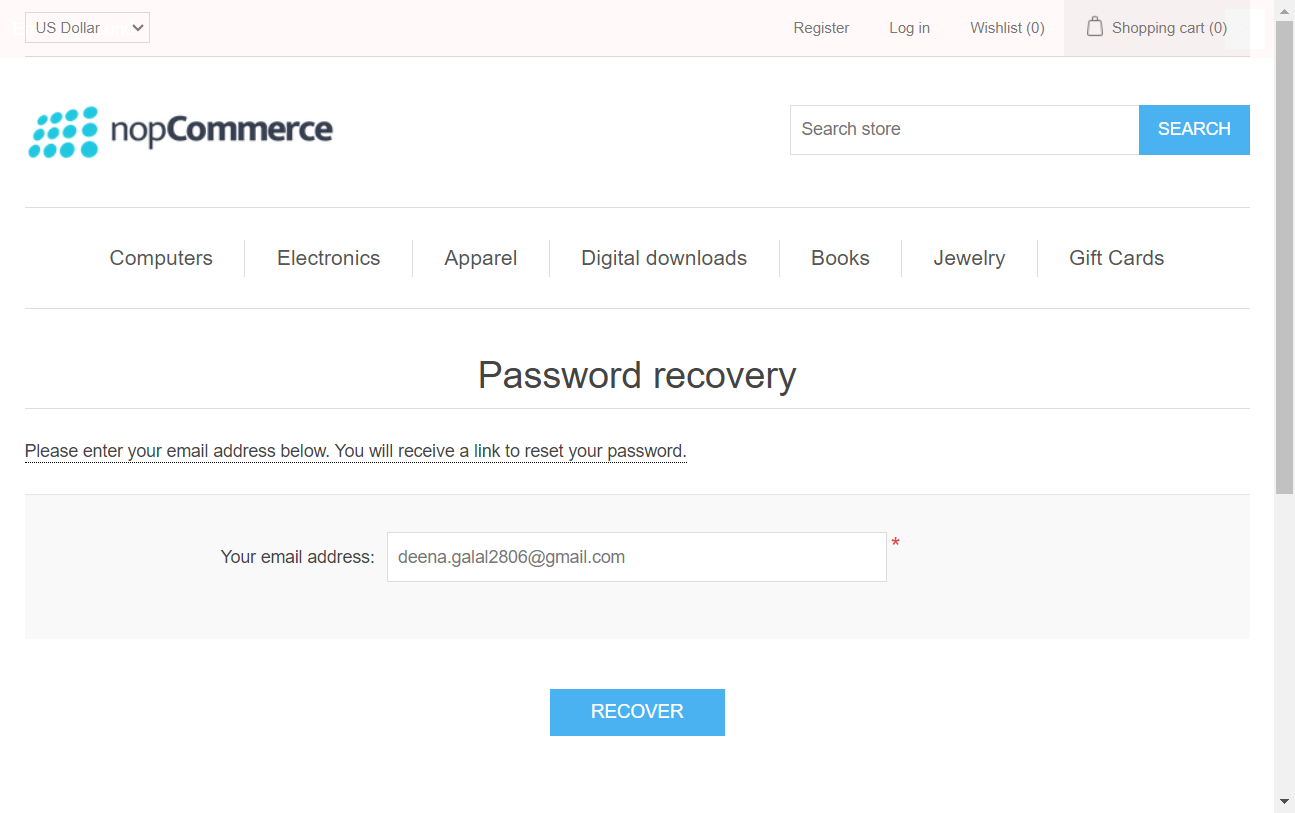 US Dollar
Register
Log in
Wishlist (0)
Shopping cart (0)
nopCommerce
Search store
SEARCH
Computers
Electronics
Apparel
Digital downloads
Books
Jewelry
Gift Cards
Password recovery
Please enter your email address below. You will receive a link to reset your password.
Your email address:
deena.galal2806@gmail.com
*
RECOVER